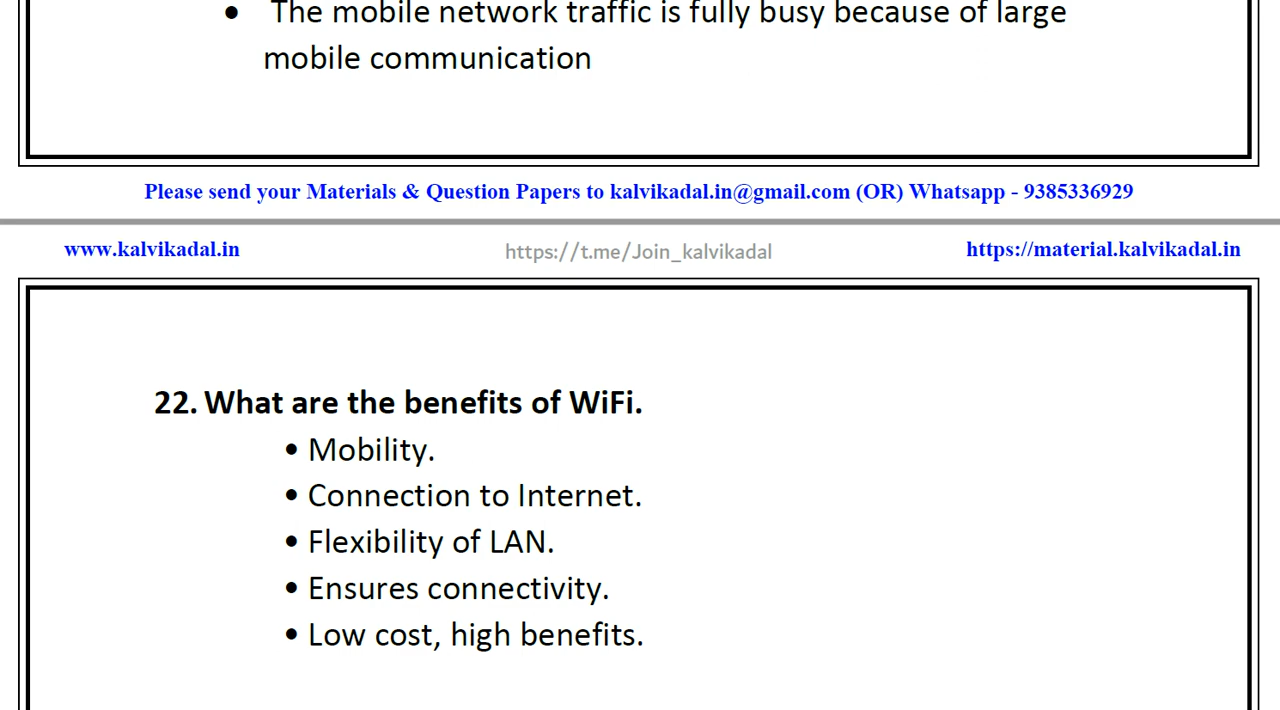 • The mobile network traffic is fully busy because of large
mobile communication
Please send your Materials & Question Papers to kalvikadal.in@gmail.com (OR) Whatsapp - 9385336929
www.kalvikadal.in https://t.me/Join_kalvikadal https://material.kalvikadal.in
22. What are the benefits of WiFi.
• Mobility.
• Connection to Internet.
• Flexibility of LAN.
• Ensures connectivity.
• Low cost, high benefits.